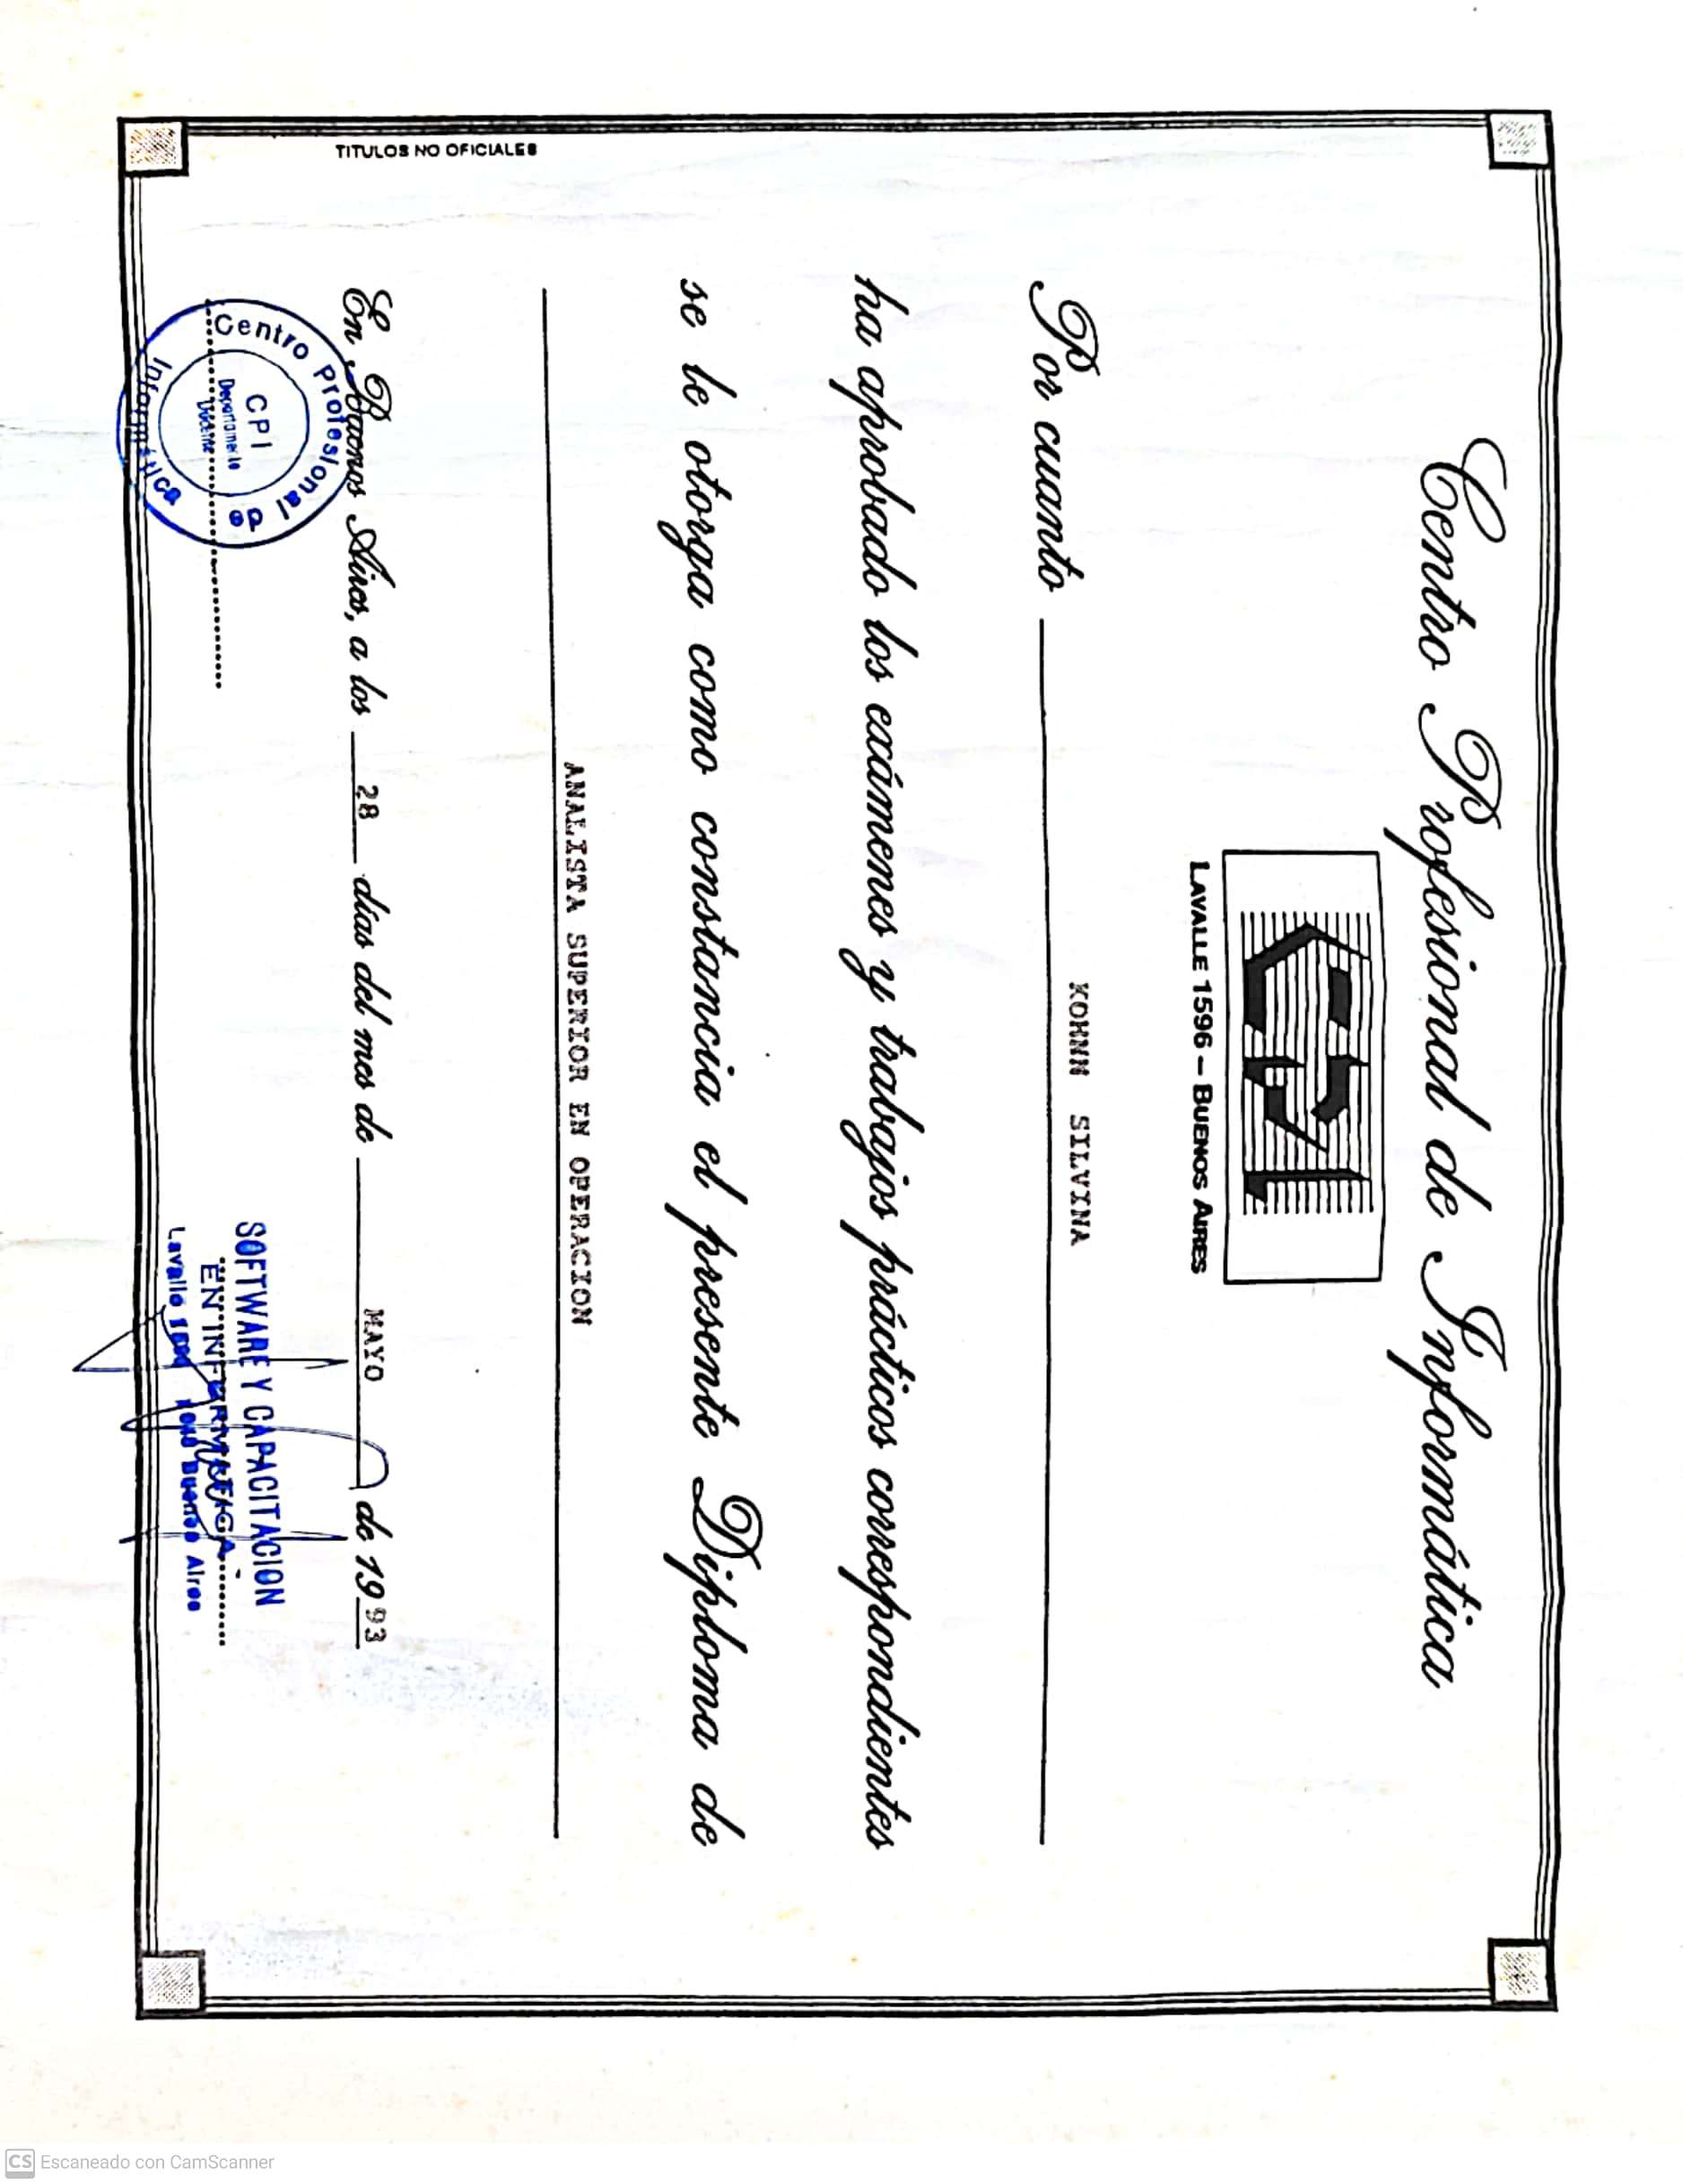 Centro Profesional de Informática
CPI
LAVALLE 1596 – BUENOS AIRES
Por cuanto KOHNN SILVINA
ha aprobado los exámenes y trabajos prácticos correspondientes
se le otorga como constancia el presente Diploma de
ANALISTA SUPERIOR EN OPERACION
TITULOS NO OFICIALES
En Buenos Aires, a los 28 días del mes de MAYO de 1993
Centro Profesional de Informática
CPI
Departamento
Docente
SOFTWARE Y CAPACITACION
EN INFORMATICA
Lavalle Buenos Aires
CS Escaneado con CamScanner